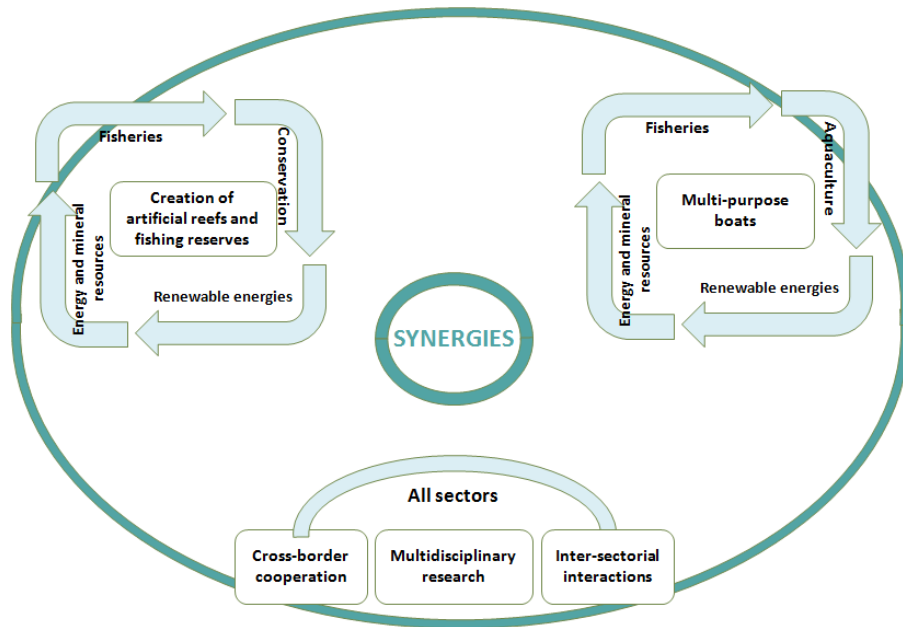 Fisheries
Conservation
Creation of
artificial reefs and
fishing reserves
Energy and mineral
resources
Renewable energies
Fisheries
Aquaculture
Multi-purpose
boats
Energy and mineral
resources
Renewable energies
SYNERGIES
All sectors
Cross-border
cooperation
Multidisciplinary
research
Inter-sectorial
interactions